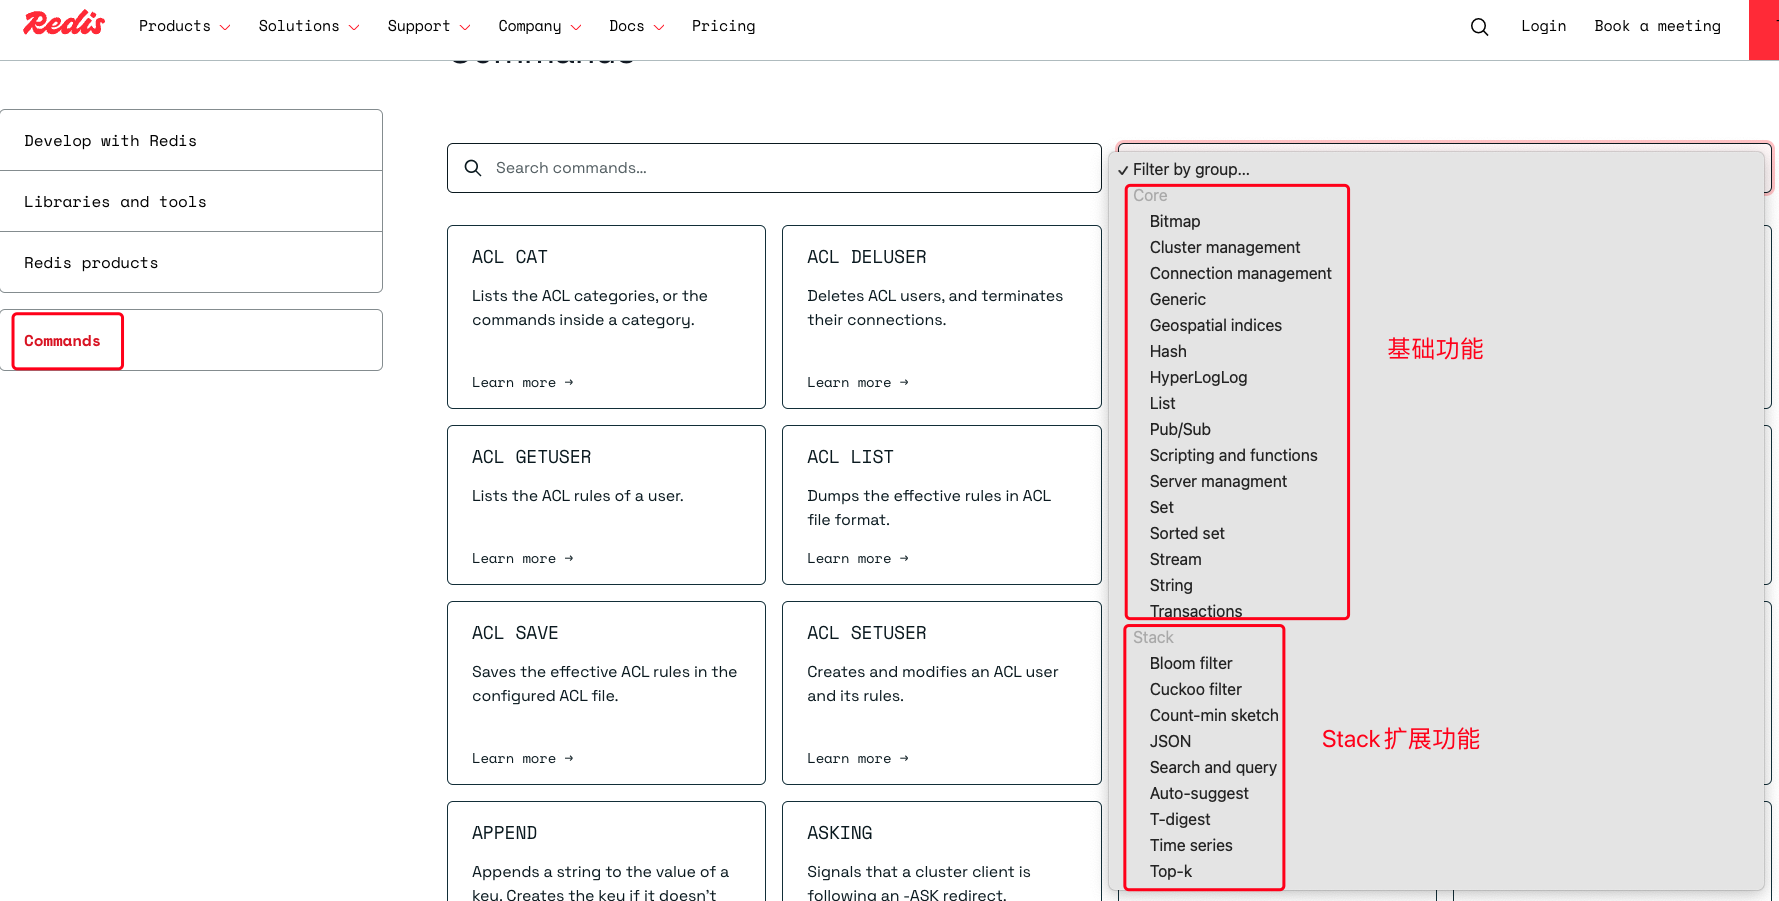 Redis
Products
Solutions
Support
Company
Docs
Pricing
Login
Book a meeting
Commands
Develop with Redis
Libraries and tools
Redis products
Commands
Search commands...
ACL CAT
Lists the ACL categories, or the
commands inside a category.
Learn more →
ACL DELUSER
Deletes ACL users, and terminates
their connections.
Learn more →
ACL GETUSER
Lists the ACL rules of a user.
Learn more →
ACL LIST
Dumps the effective rules in ACL
file format.
Learn more →
ACL SAVE
Saves the effective ACL rules in the
configured ACL file.
Learn more →
ACL SETUSER
Creates and modifies an ACL user
and its rules.
Learn more →
APPEND
Appends a string to the value of a
key. Creates the key if it doesn't
ASKING
Signals that a cluster client is
following an -ASK redirect.
✓ Filter by group...
Core
Bitmap
Cluster management
Connection management
Generic
Geospatial indices
Hash
HyperLogLog
List
Pub/Sub
Scripting and functions
Server managment
Set
Sorted set
Stream
String
Transactions
基础功能
Stack
Bloom filter
Cuckoo filter
Count-min sketch
JSON
Search and query
Auto-suggest
T-digest
Time series
Top-k
Stack扩展功能